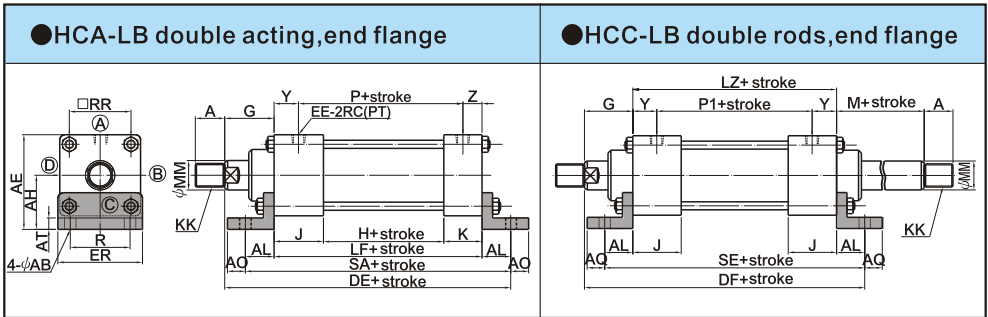 ●HCA-LB double acting,end flange
●HCC-LB double rods,end flange
□RR
A
D
B
C
AE
AH
AT
R
ER
4-ϕAB
A
G
Y
P+stroke
Z
EE-2RC(PT)
ϕMM
KK
J
H+stroke
K
AL
LF+stroke
AL
AO
SA+stroke
AO
DE+stroke
LZ+stroke
G
Y
P1+stroke
Y
M+stroke
A
ϕMM
KK
AL
J
J
AL
AQ
SE+stroke
AQ
DF+stroke